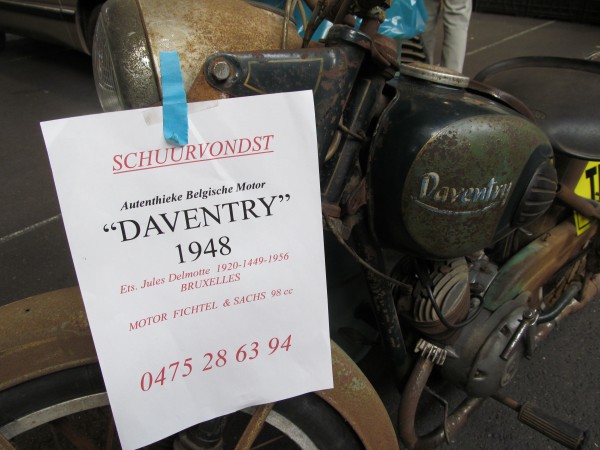 SCHUURVONDST
Autenthieke Belgische Motor
“DAVENTRY”
1948
Ets. Jules Delmotte 1920-1449-1956
BRUXELLES
MOTOR FICHTEL & SACHS 98 cc
0475 28 63 94
Daventry